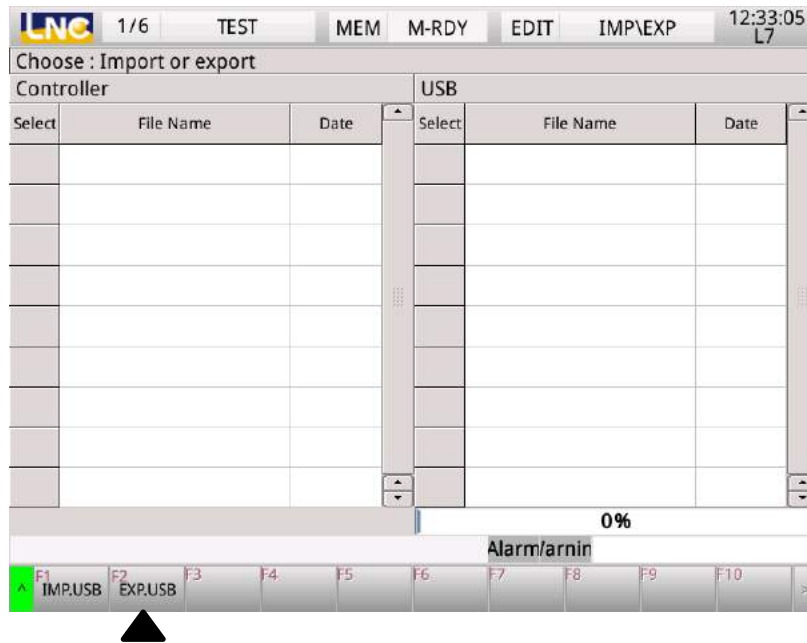 LNC 1/6 TEST MEM M-RDY EDIT IMP\EXP 12:33:05
L7
Choose : Import or export
Controller USB
Select File Name Date Select File Name Date
0%
Alarm/arnin
^ F1 IMP.USB F2 EXP.USB F3 F4 F5 F6 F7 F8 F9 F10 >